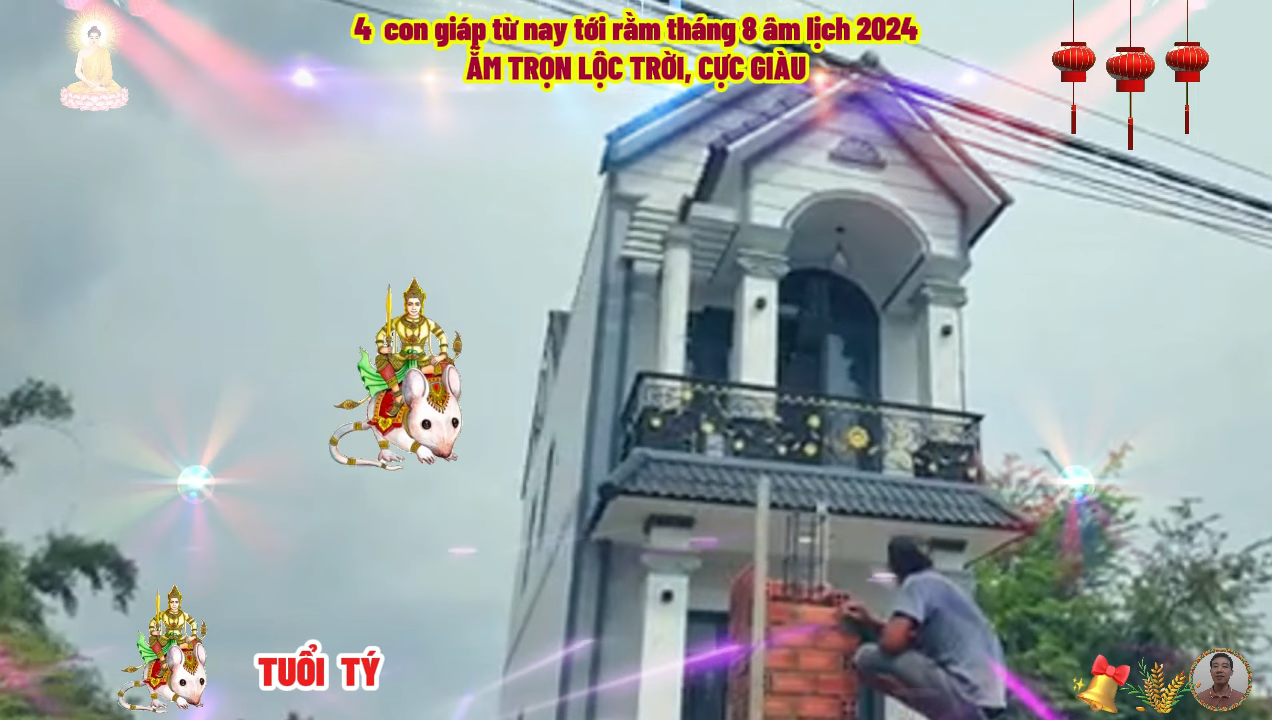 4 con giáp từ nay tới rằm tháng 8 âm lịch 2024
ẴM TRỌN LỘC TRỜI, CỰC GIÀU
TUỔI TÝ